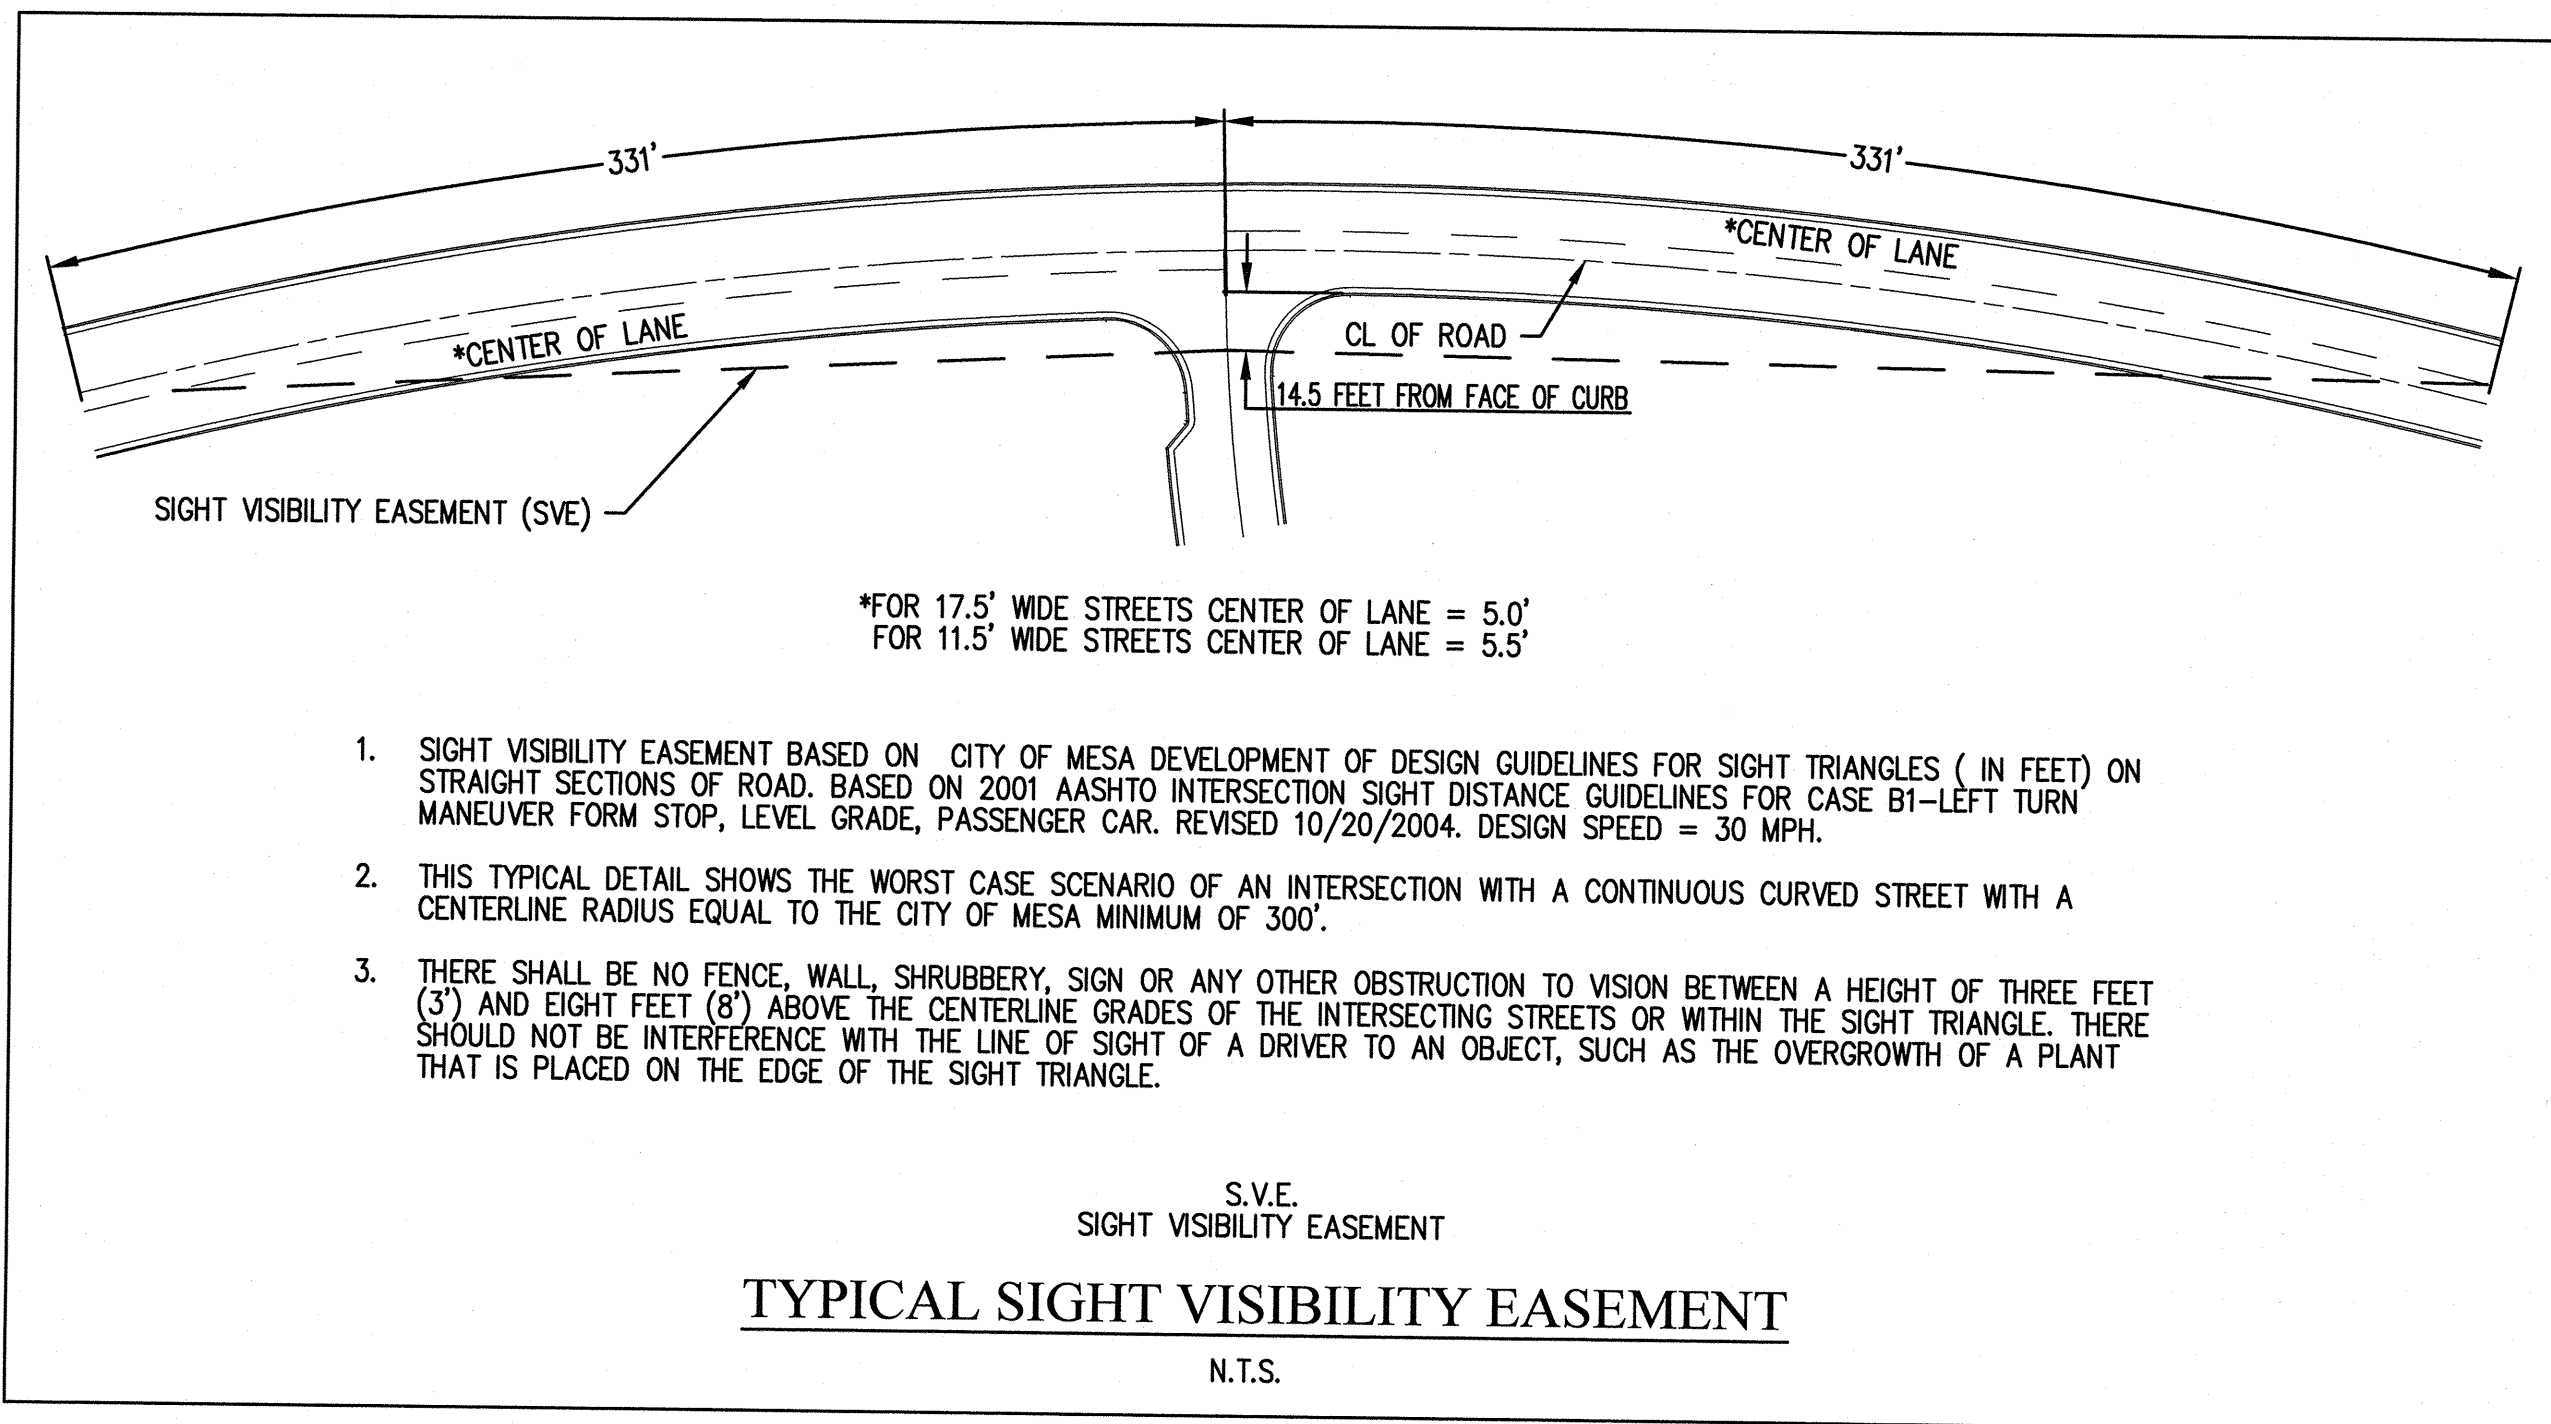 331'
331'
*CENTER OF LANE
*CENTER OF LANE
CL OF ROAD
14.5 FEET FROM FACE OF CURB
SIGHT VISIBILITY EASEMENT (SVE)
*FOR 17.5' WIDE STREETS CENTER OF LANE = 5.0'
FOR 11.5' WIDE STREETS CENTER OF LANE = 5.5'
1. SIGHT VISIBILITY EASEMENT BASED ON CITY OF MESA DEVELOPMENT OF DESIGN GUIDELINES FOR SIGHT TRIANGLES ( IN FEET) ON
STRAIGHT SECTIONS OF ROAD. BASED ON 2001 AASHTO INTERSECTION SIGHT DISTANCE GUIDELINES FOR CASE B1-LEFT TURN
MANEUVER FORM STOP, LEVEL GRADE, PASSENGER CAR. REVISED 10/20/2004. DESIGN SPEED = 30 MPH.
2. THIS TYPICAL DETAIL SHOWS THE WORST CASE SCENARIO OF AN INTERSECTION WITH A CONTINUOUS CURVED STREET WITH A
CENTERLINE RADIUS EQUAL TO THE CITY OF MESA MINIMUM OF 300'.
3. THERE SHALL BE NO FENCE, WALL, SHRUBBERY, SIGN OR ANY OTHER OBSTRUCTION TO VISION BETWEEN A HEIGHT OF THREE FEET
(3') AND EIGHT FEET (8') ABOVE THE CENTERLINE GRADES OF THE INTERSECTING STREETS OR WITHIN THE SIGHT TRIANGLE. THERE
SHOULD NOT BE INTERFERENCE WITH THE LINE OF SIGHT OF A DRIVER TO AN OBJECT, SUCH AS THE OVERGROWTH OF A PLANT
THAT IS PLACED ON THE EDGE OF THE SIGHT TRIANGLE.
S.V.E.
SIGHT VISIBILITY EASEMENT
TYPICAL SIGHT VISIBILITY EASEMENT
N.T.S.